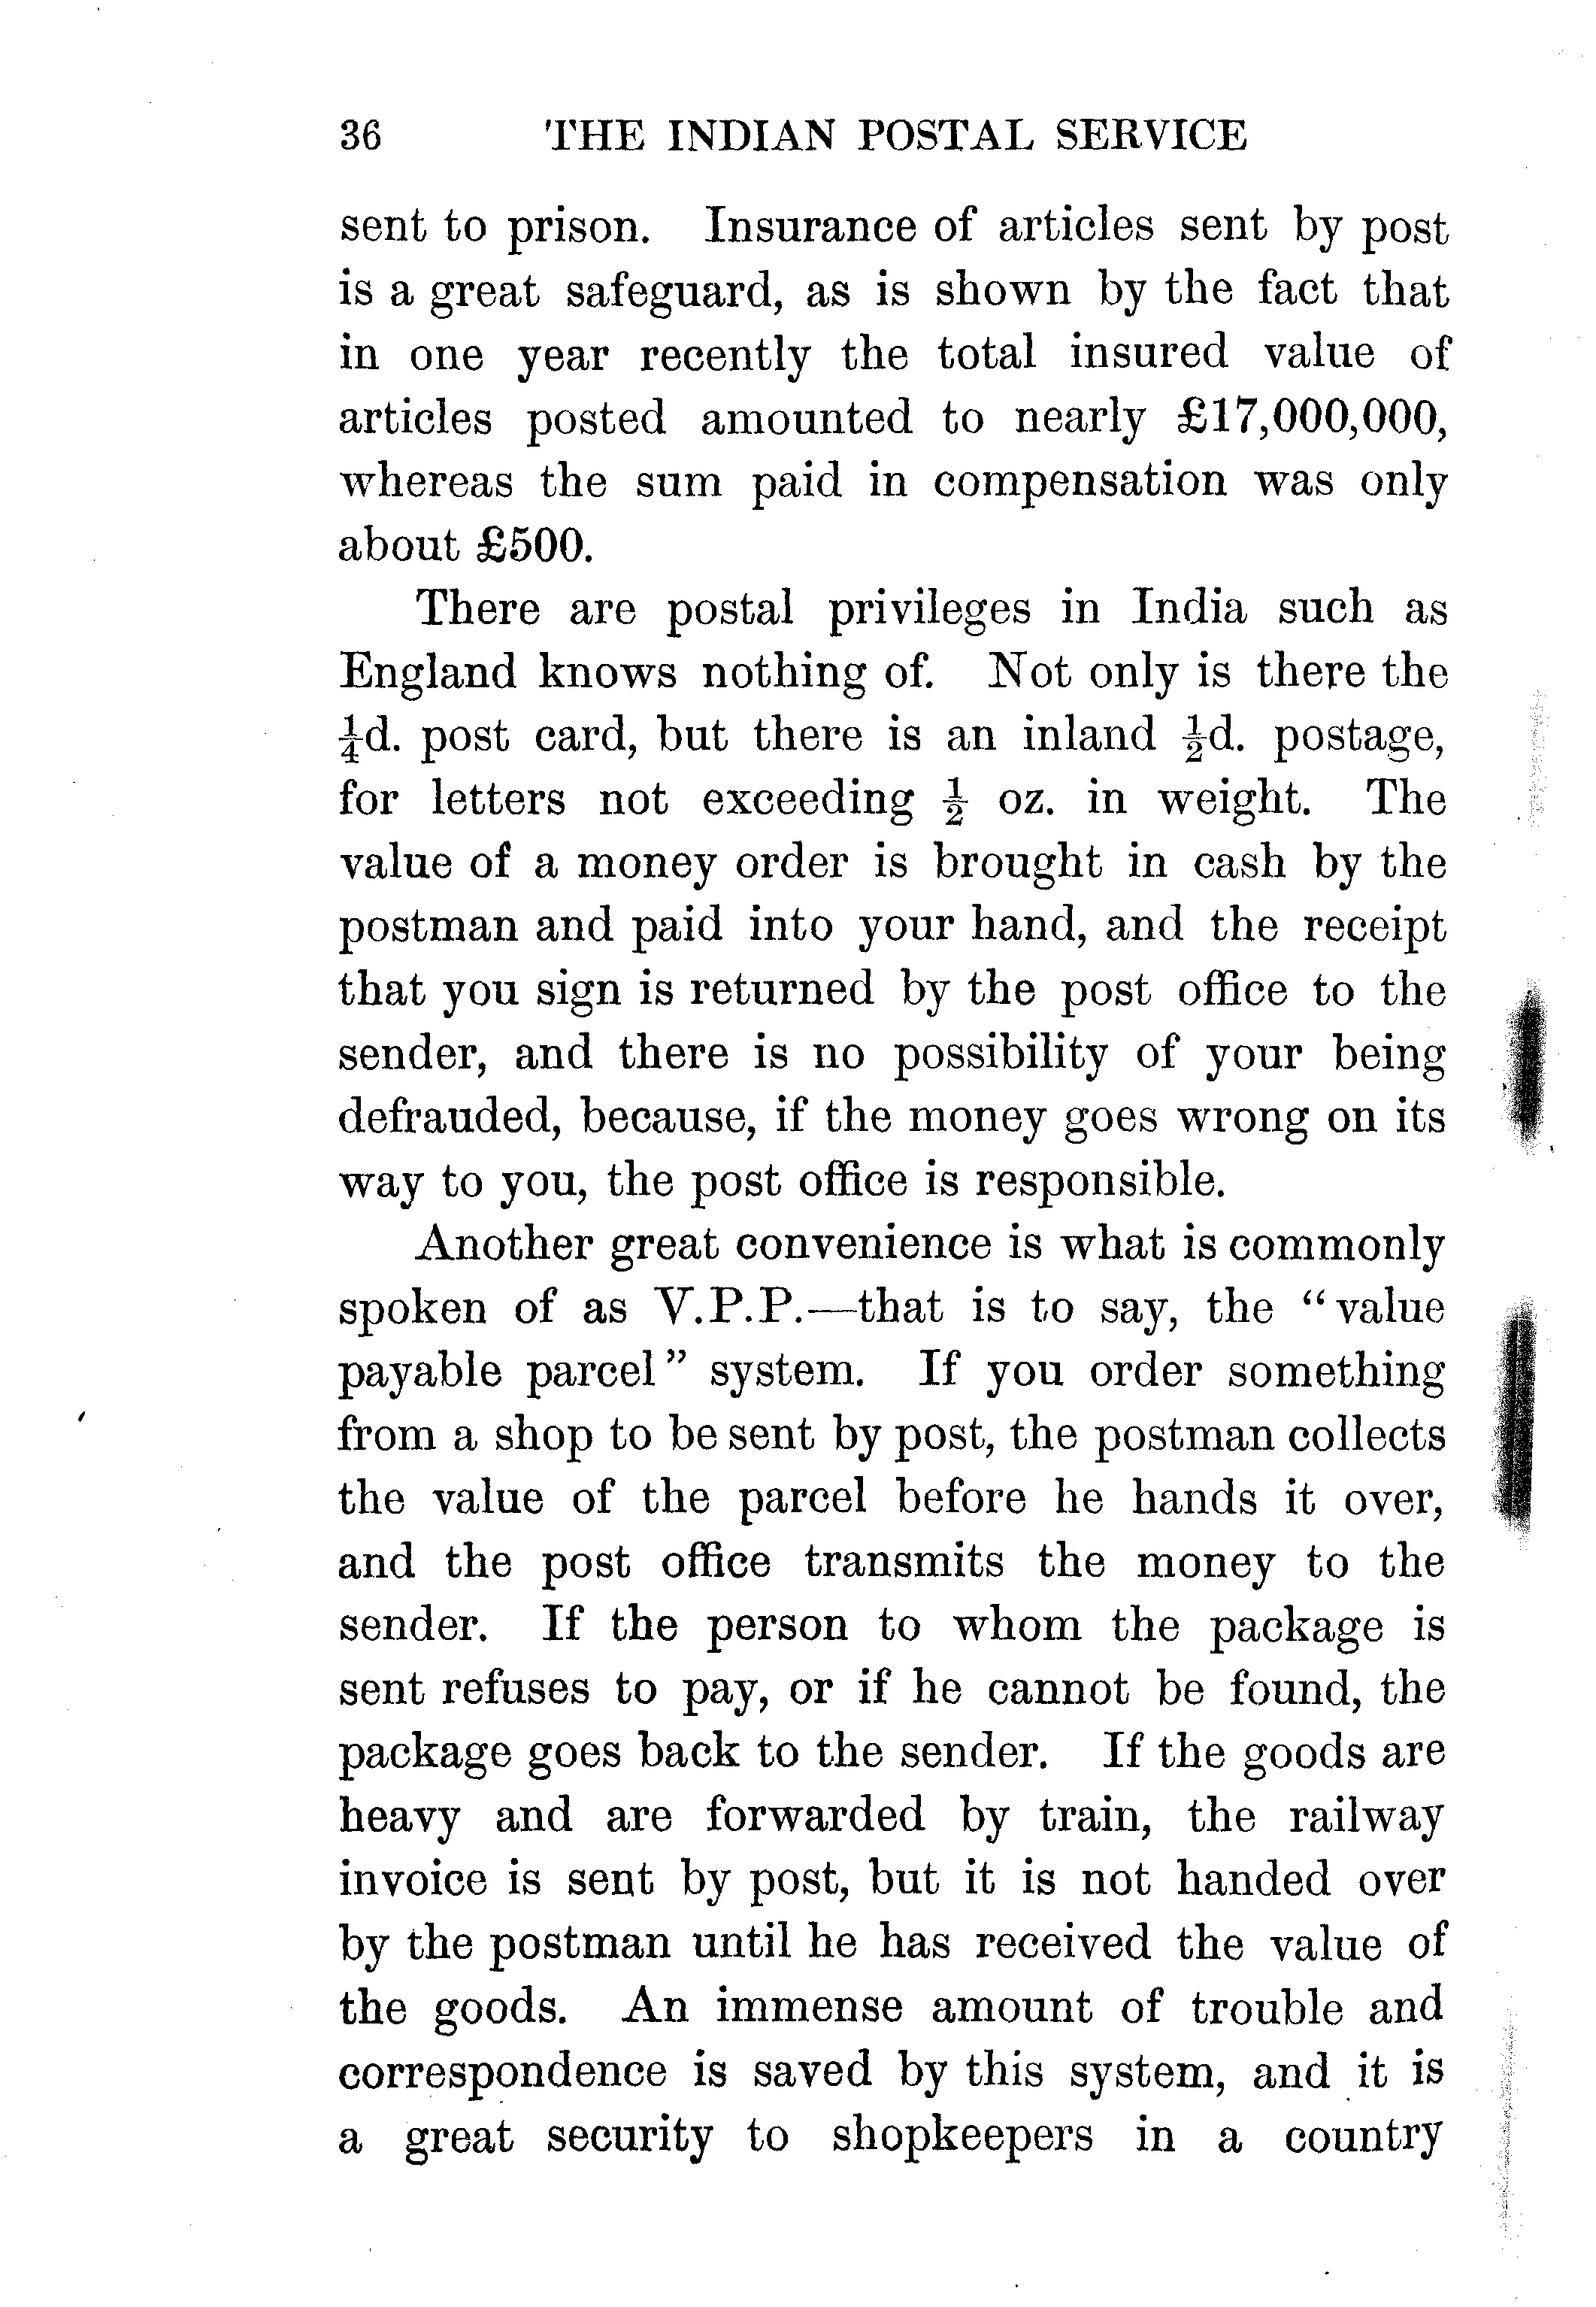 36 THE INDIAN POSTAL SERVICE
sent to prison. Insurance of articles sent by post
is a great safeguard, as is shown by the fact that
in one year recently the total insured value of
articles posted amounted to nearly £17,000,000,
whereas the sum paid in compensation was only
about £500.
There are postal privileges in India such as
England knows nothing of. Not only is there the
¼d. post card, but there is an inland ½d. postage,
for letters not exceeding ½ oz. in weight. The
value of a money order is brought in cash by the
postman and paid into your hand, and the receipt
that you sign is returned by the post office to the
sender, and there is no possibility of your being
defrauded, because, if the money goes wrong on its
way to you, the post office is responsible.
Another great convenience is what is commonly
spoken of as V.P.P.—that is to say, the “value
payable parcel” system. If you order something
from a shop to be sent by post, the postman collects
the value of the parcel before he hands it over,
and the post office transmits the money to the
sender. If the person to whom the package is
sent refuses to pay, or if he cannot be found, the
package goes back to the sender. If the goods are
heavy and are forwarded by train, the railway
invoice is sent by post, but it is not handed over
by the postman until he has received the value of
the goods. An immense amount of trouble and
correspondence is saved by this system, and it is
a great security to shopkeepers in a country